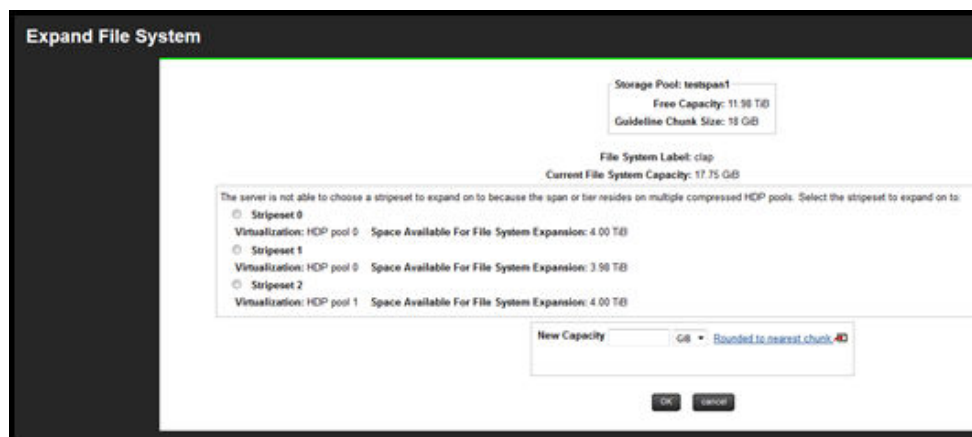 Expand File System
Storage Pool: testspan1
Free Capacity: 11.98 TiB
Guideline Chunk Size: 18 GiB
File System Label: clap
Current File System Capacity: 17.75 GiB
The server is not able to choose a stripeset to expand on to because the span or tier resides on multiple compressed HDP pools. Select the stripeset to expand on to:
Stripeset 0
Virtualization: HDP pool 0 Space Available For File System Expansion: 4.00 TiB
Stripeset 1
Virtualization: HDP pool 0 Space Available For File System Expansion: 3.98 TiB
Stripeset 2
Virtualization: HDP pool 1 Space Available For File System Expansion: 4.00 TiB
New Capacity GiB Rounded to nearest chunk
OK cancel